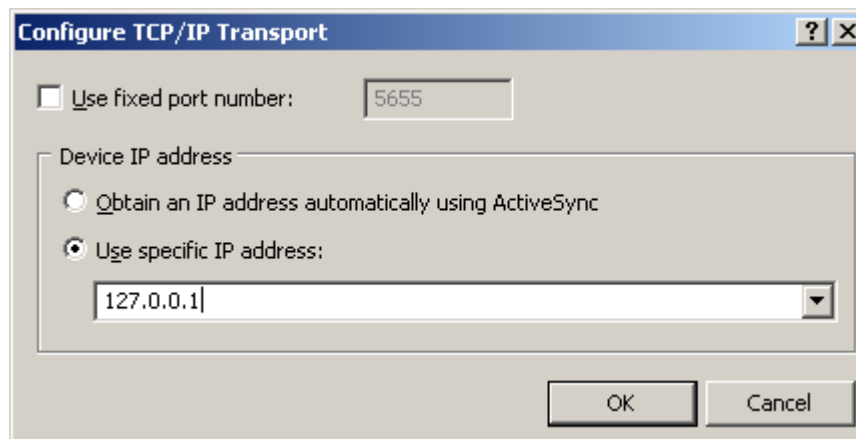 Configure TCP/IP Transport
Use fixed port number: 5655
Device IP address
Obtain an IP address automatically using ActiveSync
Use specific IP address:
127.0.0.1
OK Cancel